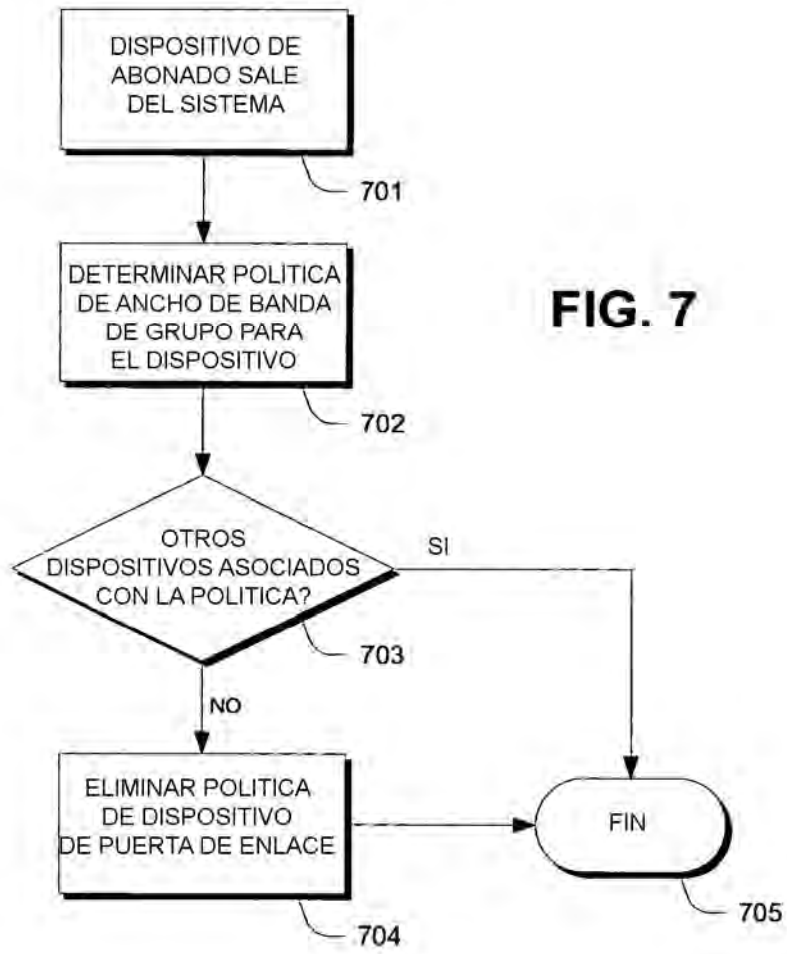 DISPOSITIVO DE
ABONADO SALE
DEL SISTEMA
701
DETERMINAR POLITICA
DE ANCHO DE BANDA
DE GRUPO PARA
EL DISPOSITIVO
702
FIG. 7
OTROS
DISPOSITIVOS ASOCIADOS
CON LA POLITICA?
SI
703
NO
ELIMINAR POLITICA
DE DISPOSITIVO
DE PUERTA DE ENLACE
704
FIN
705